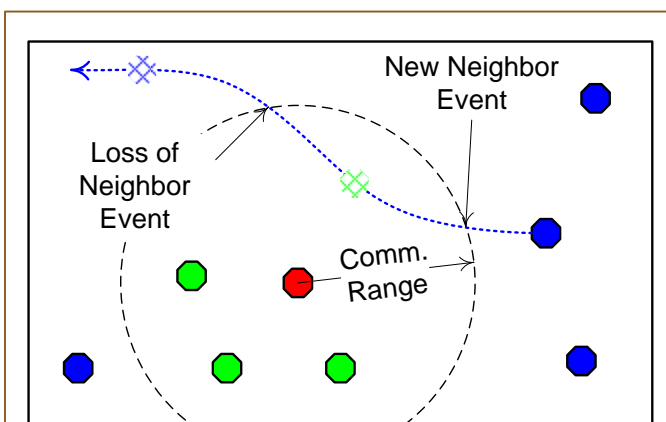 New Neighbor
Event
Loss of
Neighbor
Event
Comm.
Range